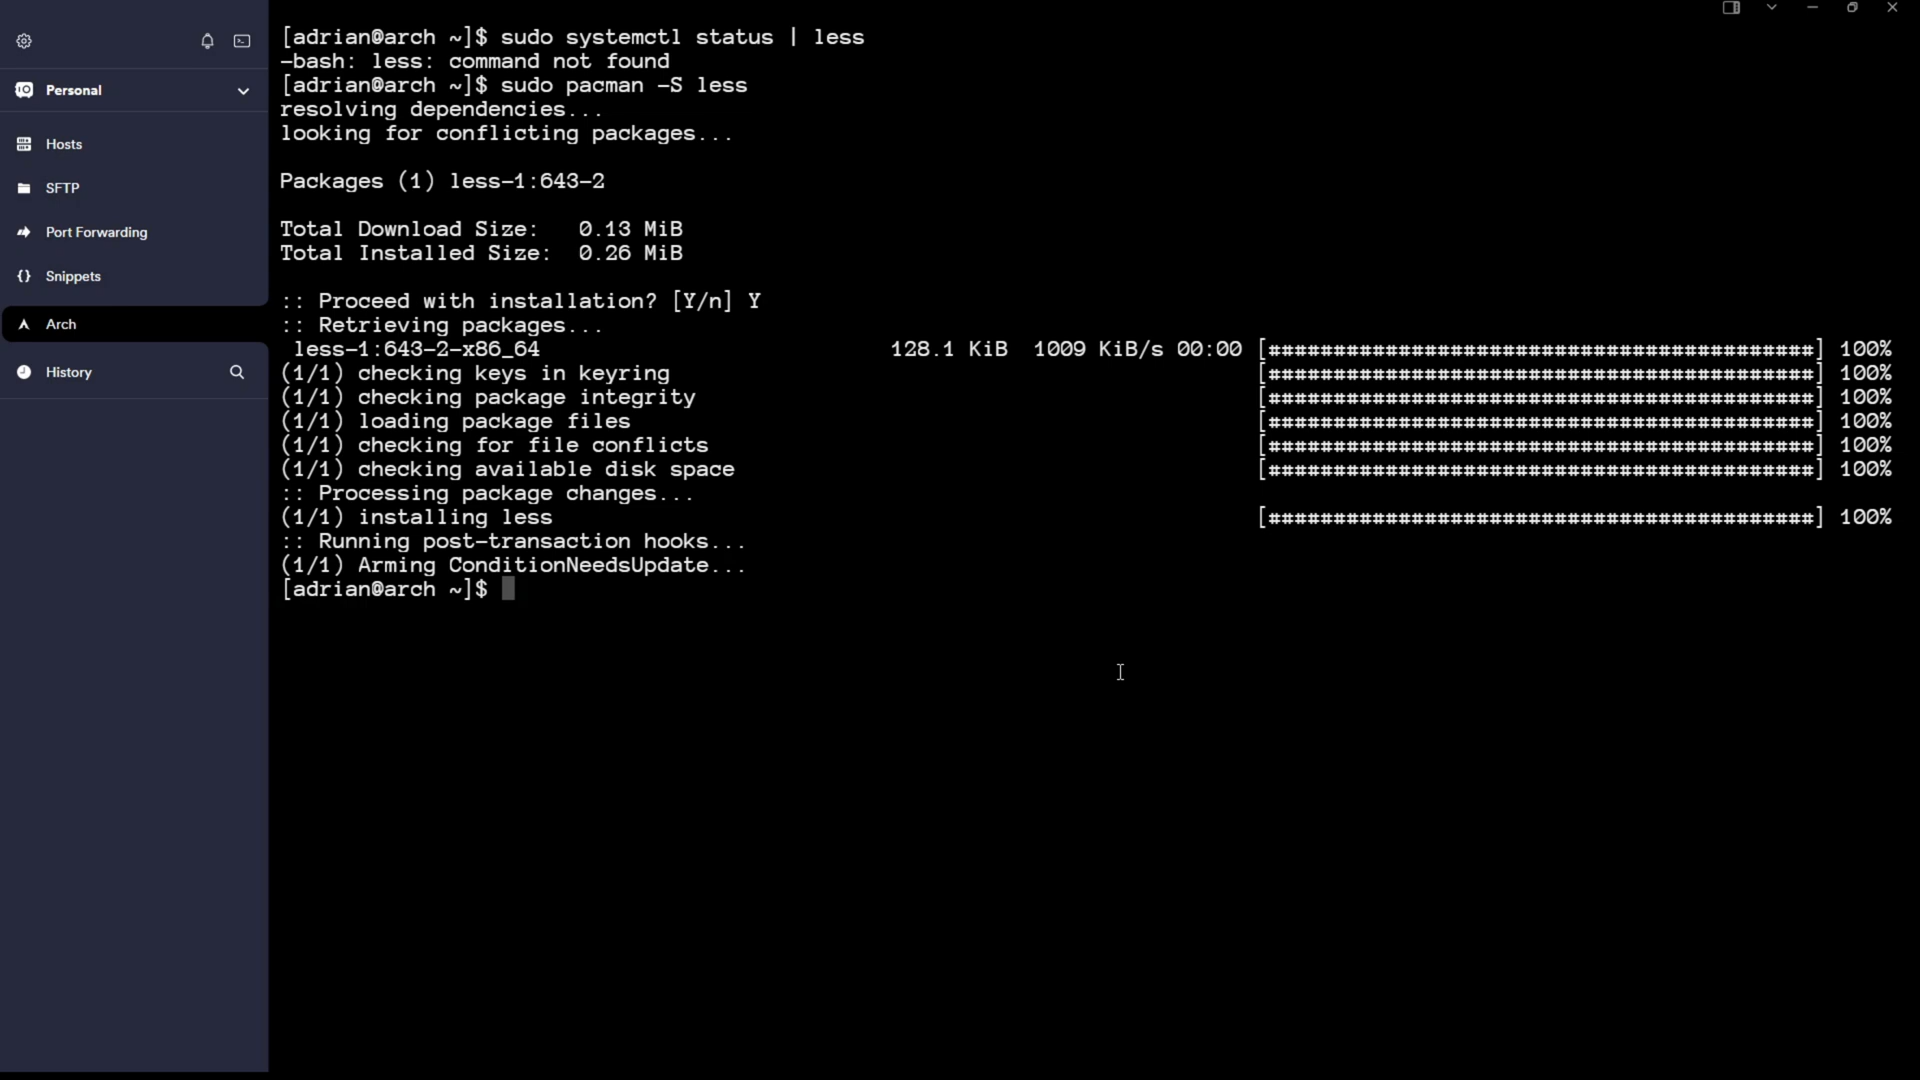 Personal
Hosts
SFTP
Port Forwarding
Snippets
Arch
History
[adrian@arch ~]$ sudo systemctl status | less
-bash: less: command not found
[adrian@arch ~]$ sudo pacman -S less
resolving dependencies...
looking for conflicting packages...
Packages (1) less-1:643-2
Total Download Size:   0.13 MiB
Total Installed Size:  0.26 MiB
:: Proceed with installation? [Y/n] Y
:: Retrieving packages...
less-1:643-2-x86_64 128.1 KiB 1009 KiB/s 00:00 [##########################################] 100%
(1/1) checking keys in keyring [##########################################] 100%
(1/1) checking package integrity [##########################################] 100%
(1/1) loading package files [##########################################] 100%
(1/1) checking for file conflicts [##########################################] 100%
(1/1) checking available disk space [##########################################] 100%
:: Processing package changes...
(1/1) installing less [##########################################] 100%
:: Running post-transaction hooks...
(1/1) Arming ConditionNeedsUpdate...
[adrian@arch ~]$